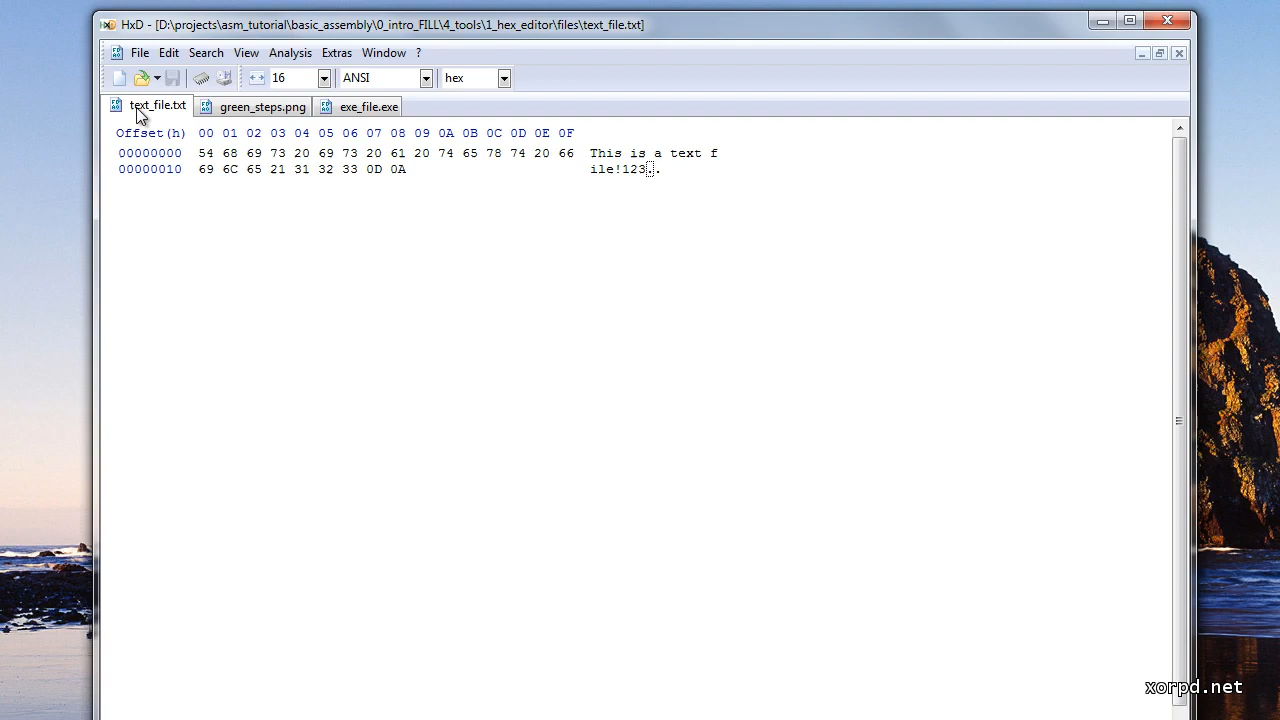 HxD - [D:\projects\asm_tutorial\basic_assembly\0_intro_FILL\4_tools\1_hex_editor\files\text_file.txt]
File Edit Search View Analysis Extras Window ?
16 ANSI hex
text_file.txt green_steps.png exe_file.exe
Offset(h) 00 01 02 03 04 05 06 07 08 09 0A 0B 0C 0D 0E 0F
00000000 54 68 69 73 20 69 73 20 61 20 74 65 78 74 20 66 This is a text f
00000010 69 6C 65 21 31 32 33 0D 0A ile!123..
xorpd.net